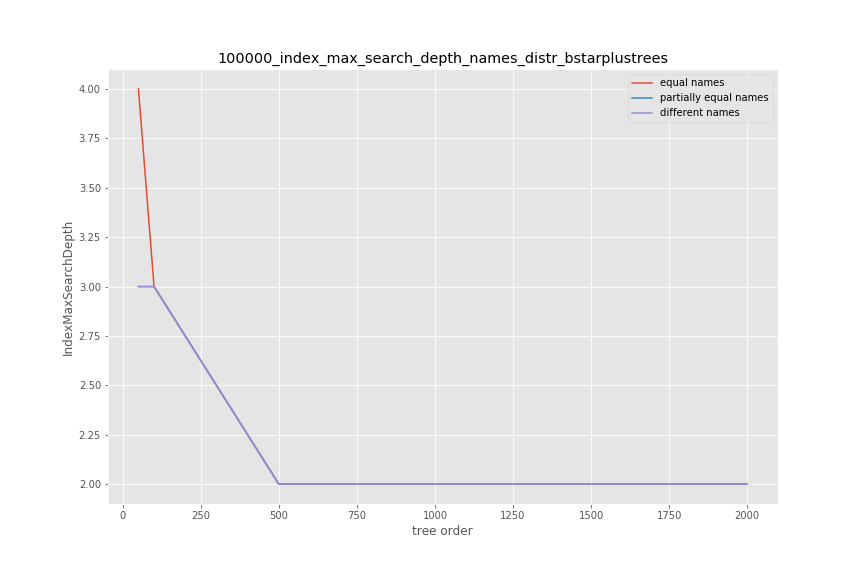 100000_index_max_search_depth_names_distr_bstarplustrees
equal names
partially equal names
different names
4.00
3.75
3.50
3.25
3.00
2.75
2.50
2.25
2.00
IndexMaxSearchDepth
0 250 500 750 1000 1250 1500 1750 2000
tree order